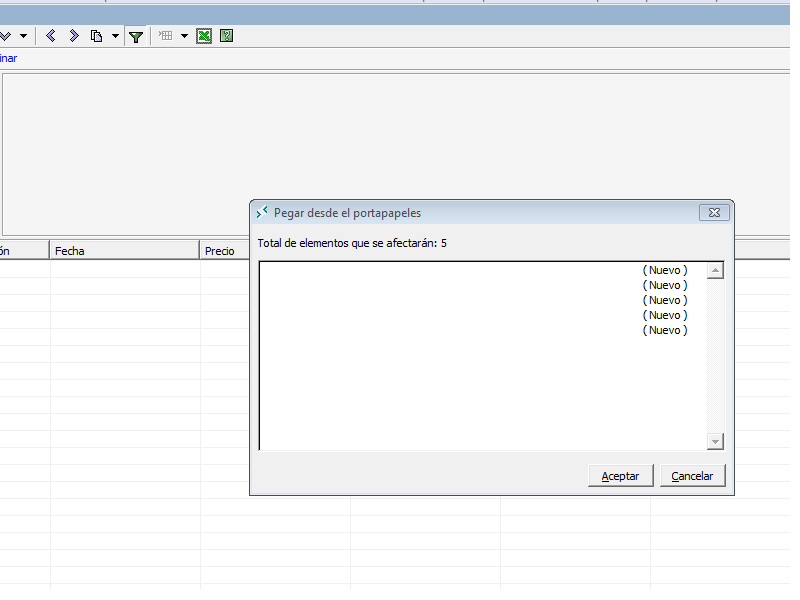 inar
Pegar desde el portapapeles
Total de elementos que se afectarán: 5
ón Fecha Precio
( Nuevo )
( Nuevo )
( Nuevo )
( Nuevo )
( Nuevo )
Aceptar Cancelar